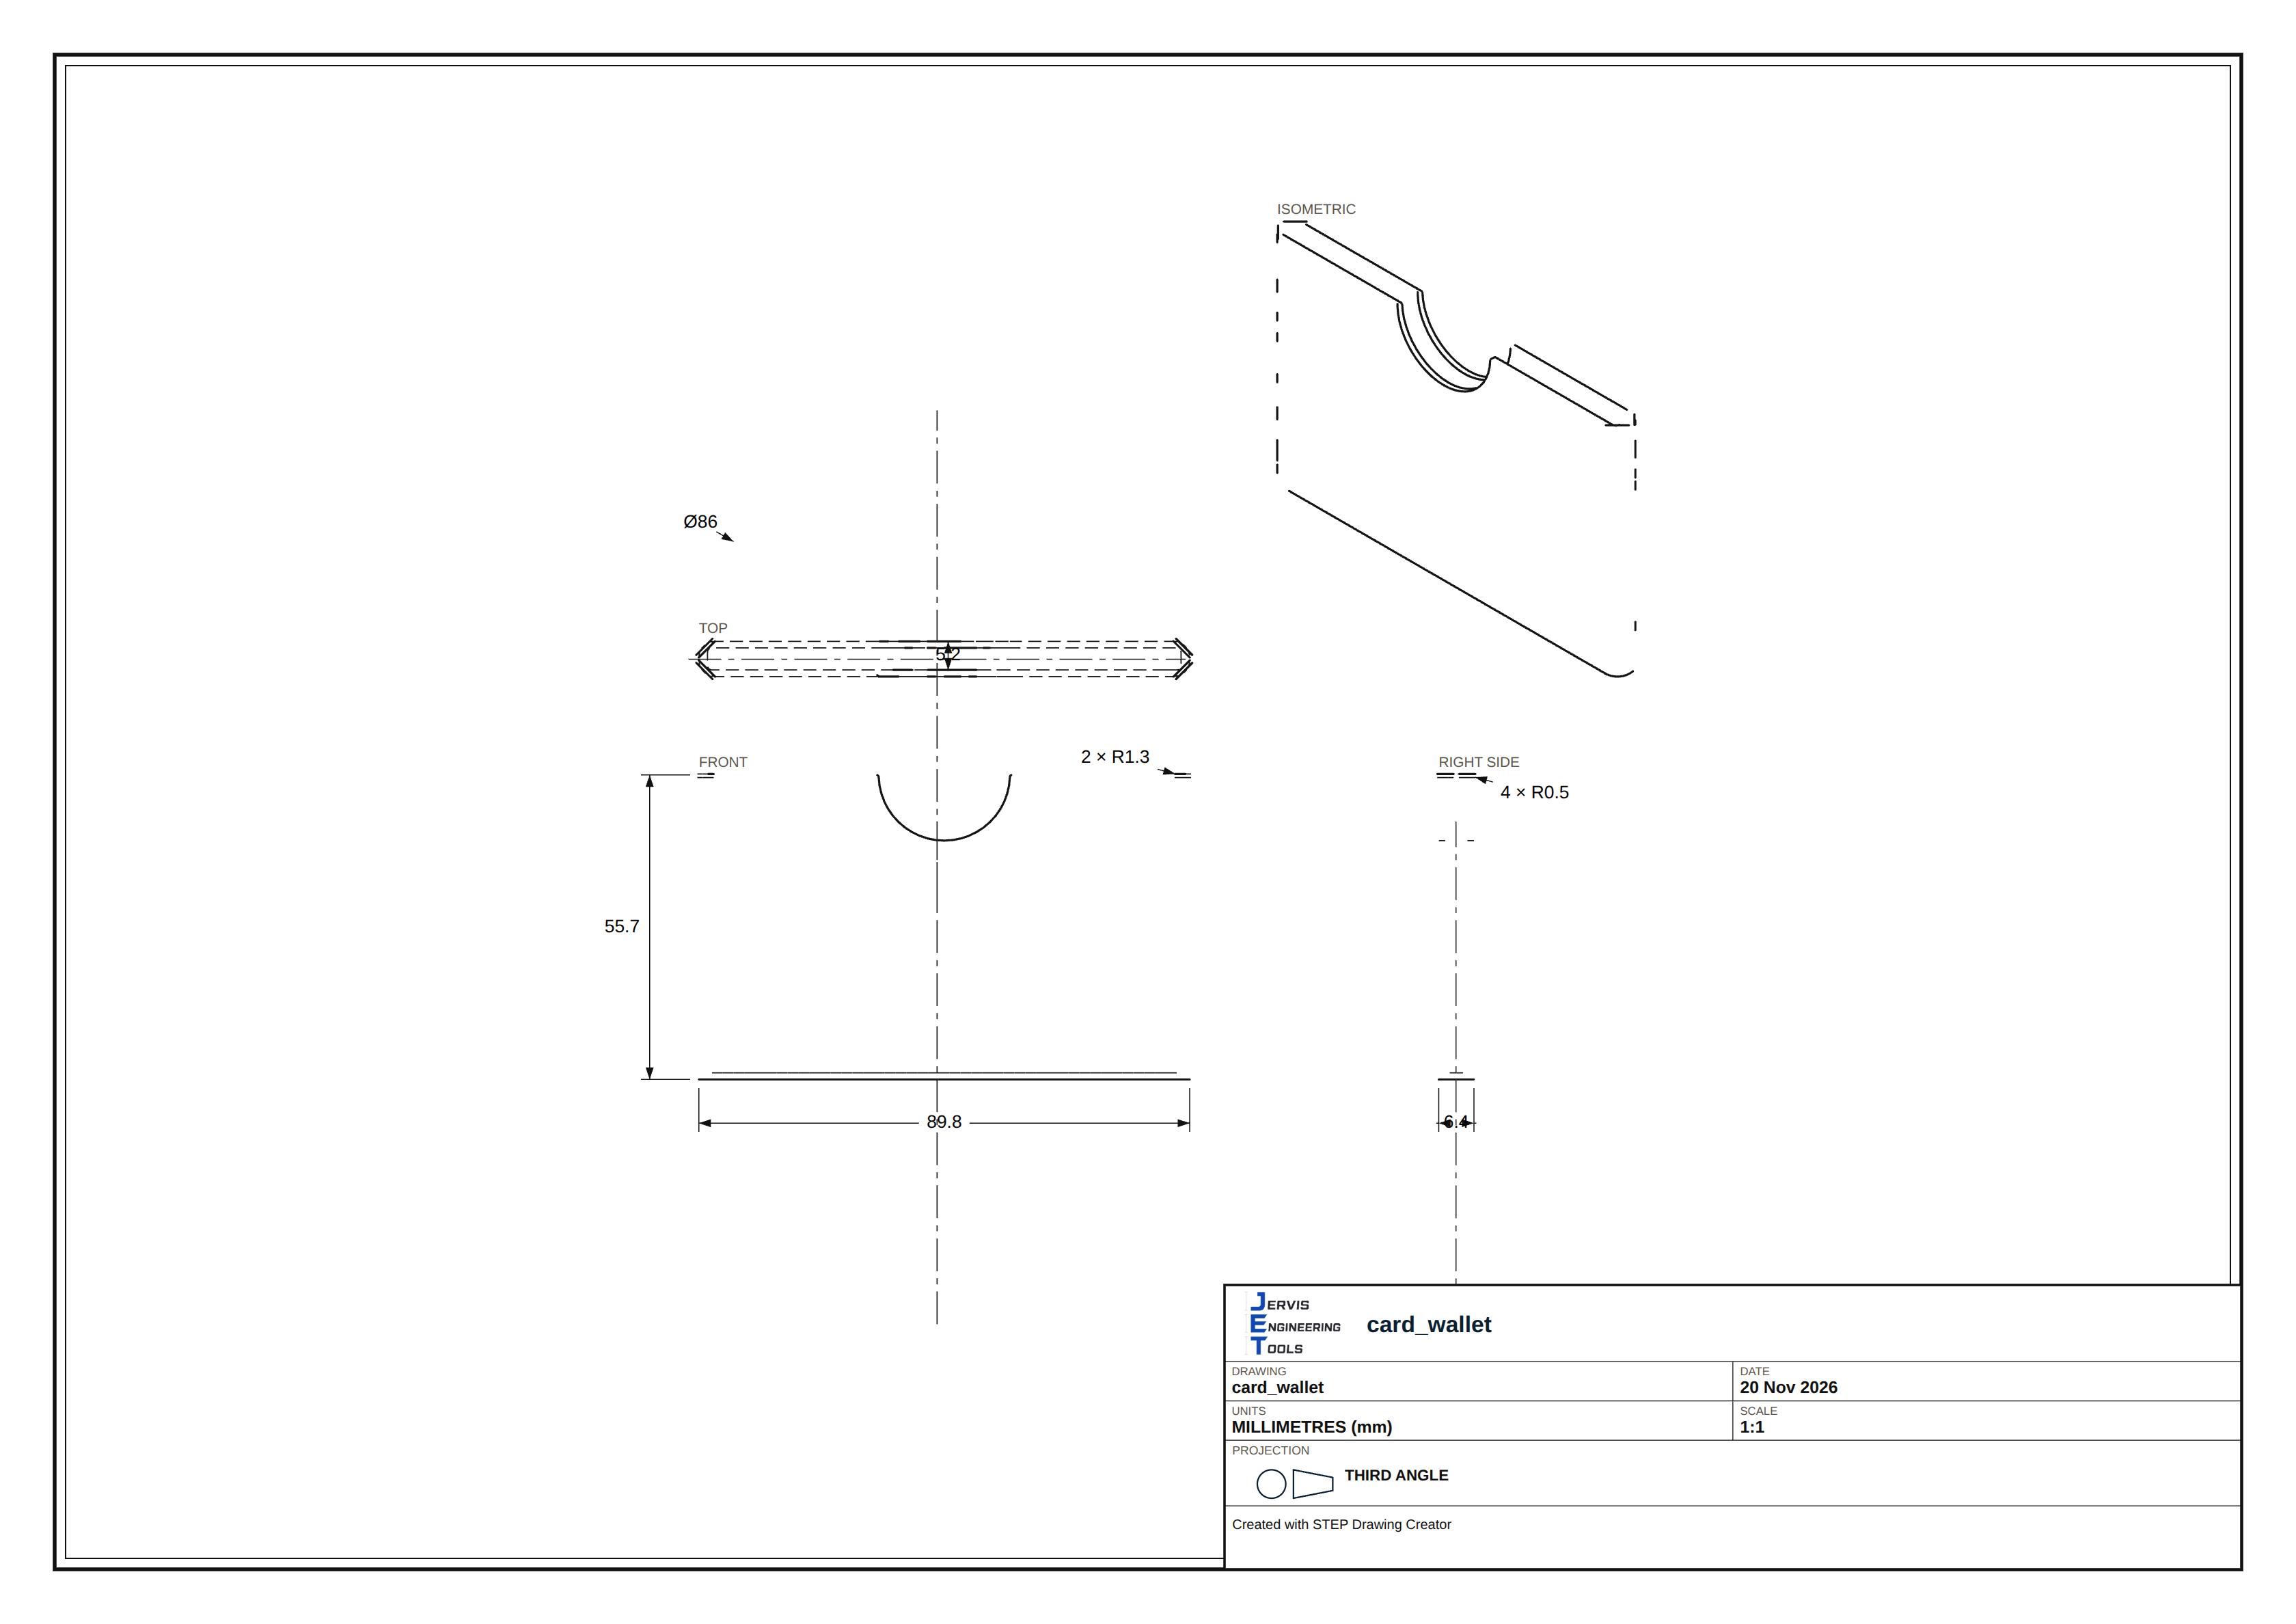 ISOMETRIC
Ø86
TOP
5.2
FRONT
2 × R1.3
RIGHT SIDE
4 × R0.5
55.7
89.8
6.4
JERVIS
ENGINEERING
TOOLS
card_wallet
DRAWING
card_wallet
DATE
20 Nov 2026
UNITS
MILLIMETRES (mm)
SCALE
1:1
PROJECTION
THIRD ANGLE
Created with STEP Drawing Creator